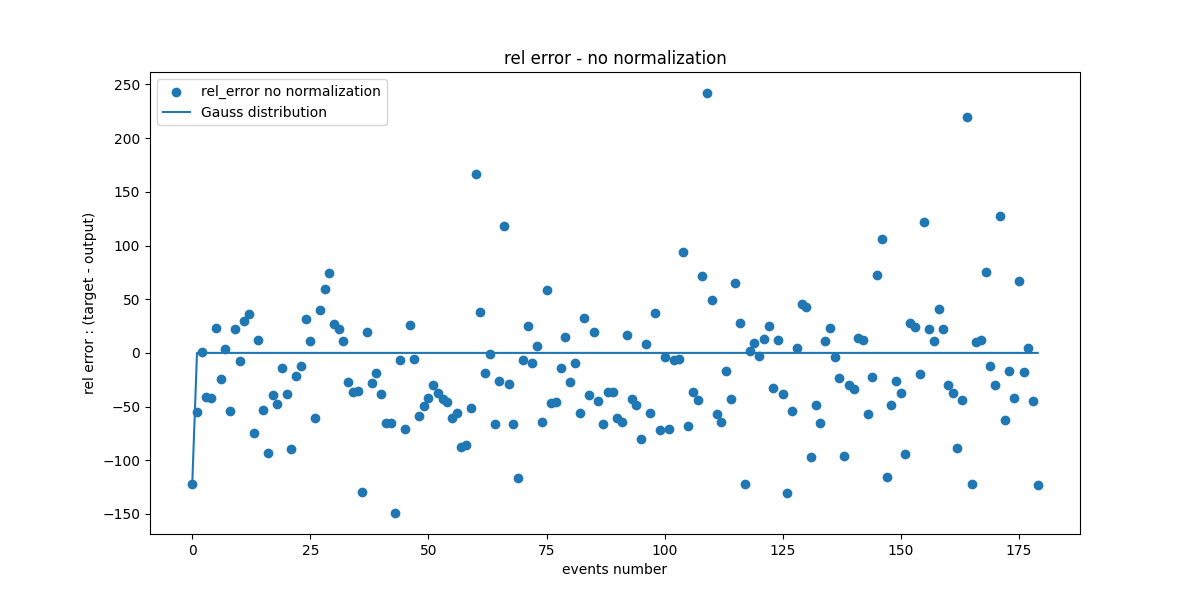 rel error - no normalization
rel_error no normalization
Gauss distribution
rel error : (target - output)
250
200
150
100
50
0
−50
−100
−150
0 25 50 75 100 125 150 175
events number